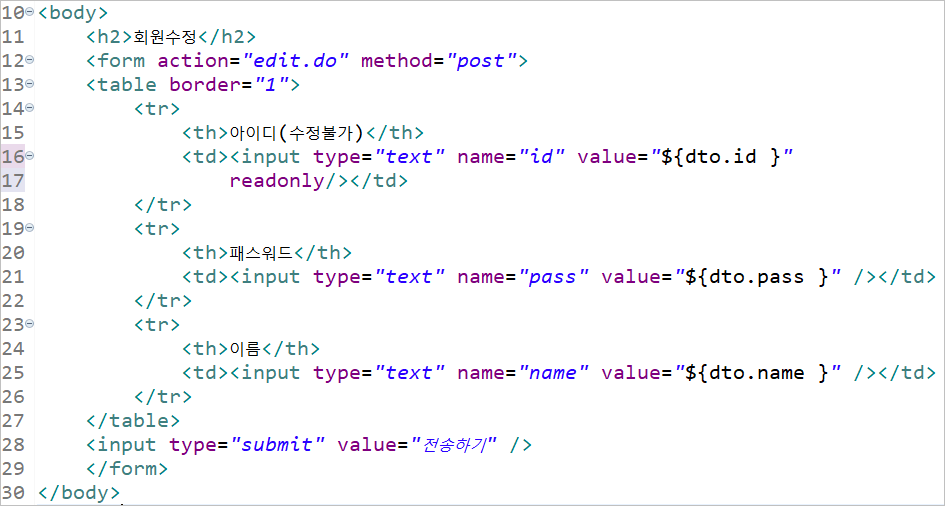 10 <body>
11 <h2>회원수정</h2>
12 <form action="edit.do" method="post">
13 <table border="1">
14 <tr>
15 <th>아이디(수정불가)</th>
16 <td><input type="text" name="id" value="${dto.id }"
17 readonly/></td>
18 </tr>
19 <tr>
20 <th>패스워드</th>
21 <td><input type="text" name="pass" value="${dto.pass }" /></td>
22 </tr>
23 <tr>
24 <th>이름</th>
25 <td><input type="text" name="name" value="${dto.name }" /></td>
26 </tr>
27 </table>
28 <input type="submit" value="전송하기" />
29 </form>
30 </body>